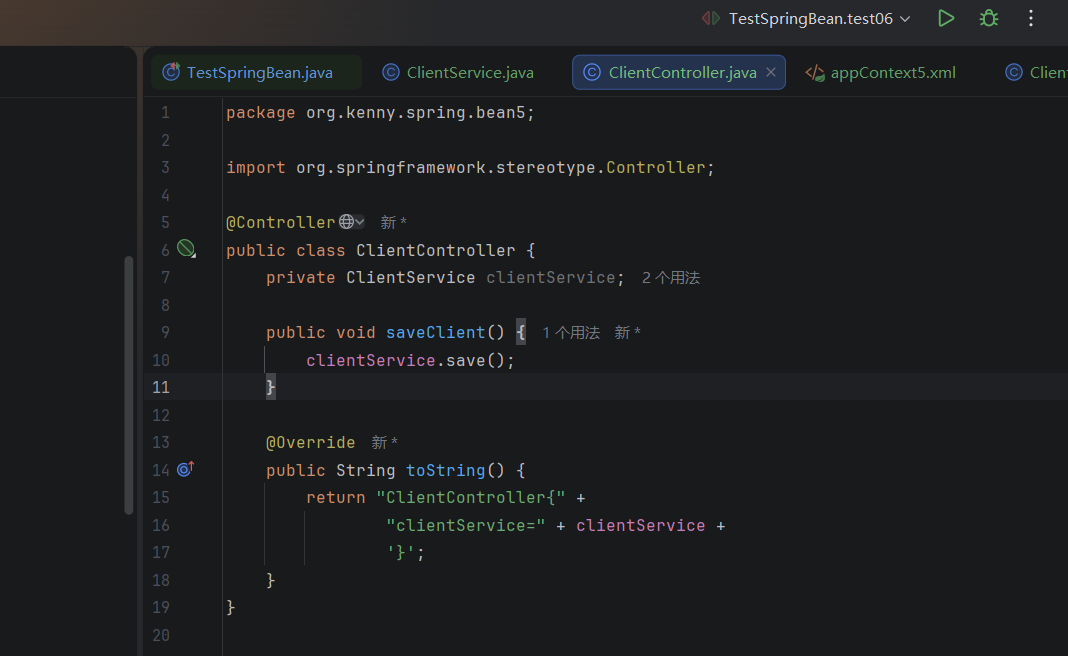 TestSpringBean.test06
TestSpringBean.java ClientService.java ClientController.java appContext5.xml Clien
1 package org.kenny.spring.bean5;
2
3 import org.springframework.stereotype.Controller;
4
5 @Controller 新 *
6 public class ClientController {
7 private ClientService clientService; 2 个用法
8
9 public void saveClient() { 1 个用法 新 *
10 clientService.save();
11 }
12
13 @Override 新 *
14 public String toString() {
15 return "ClientController{" +
16 "clientService=" + clientService +
17 '}';
18 }
19 }
20